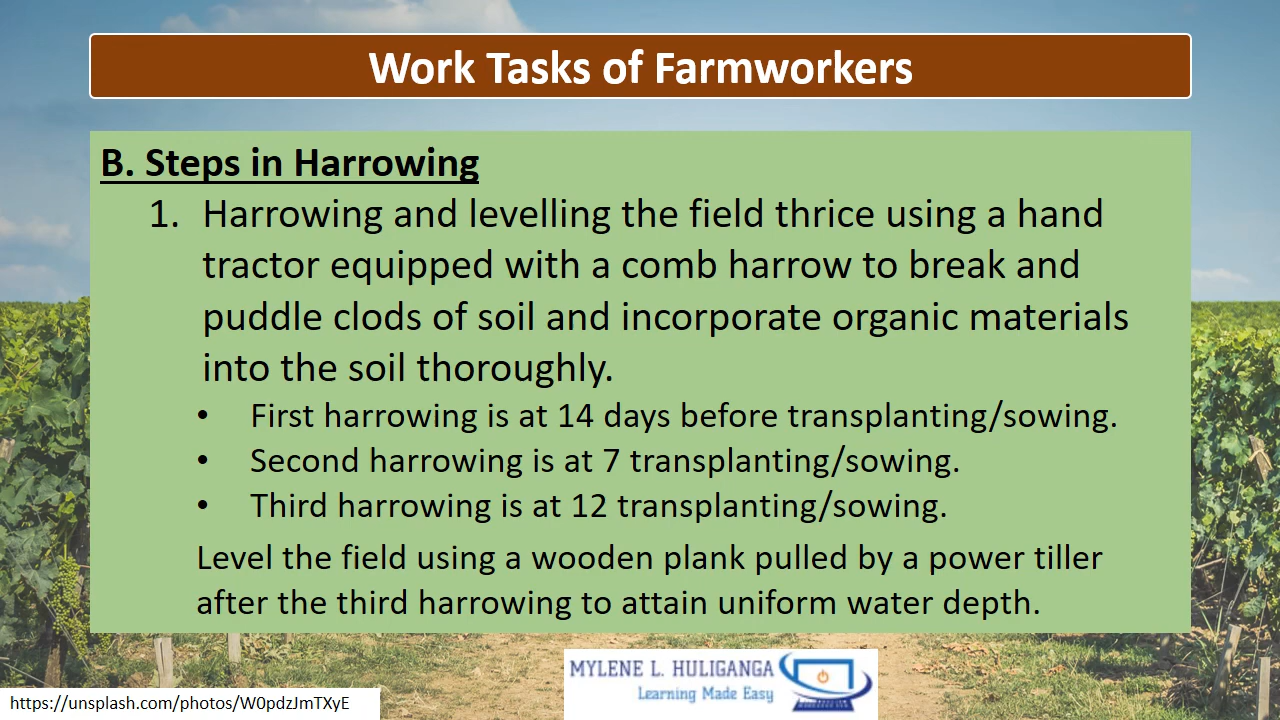 Work Tasks of Farmworkers
B. Steps in Harrowing
1. Harrowing and levelling the field thrice using a hand
tractor equipped with a comb harrow to break and
puddle clods of soil and incorporate organic materials
into the soil thoroughly.
• First harrowing is at 14 days before transplanting/sowing.
• Second harrowing is at 7 transplanting/sowing.
• Third harrowing is at 12 transplanting/sowing.
Level the field using a wooden plank pulled by a power tiller
after the third harrowing to attain uniform water depth.
MYLENE L. HULIGANGA
Learning Made Easy
https://unsplash.com/photos/W0pdzJmTXyE